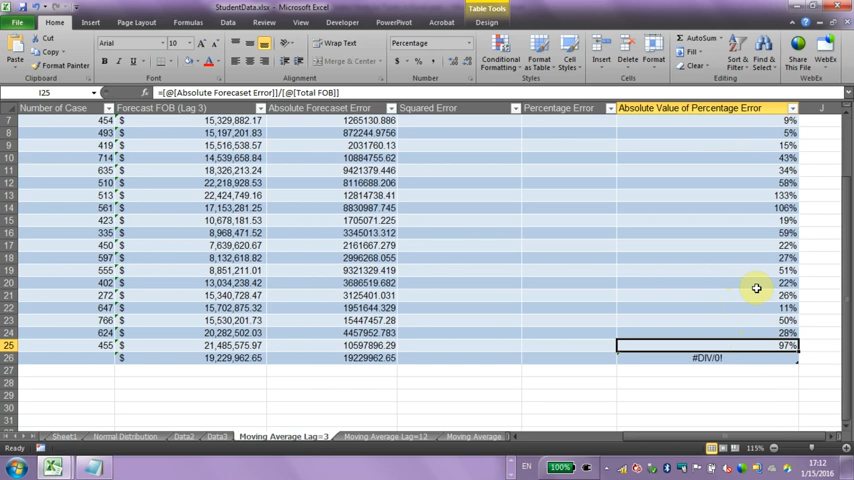 StudentData.xlsx - Microsoft Excel
Table Tools
File Home Insert Page Layout Formulas Data Review View Developer PowerPivot Acrobat Design
Paste
Cut
Copy
Format Painter
Clipboard
Arial 10
B I U
Font
Wrap Text
Merge & Center
Alignment
Percentage
$ % ,
Number
Conditional Formatting
Format as Table
Cell Styles
Styles
Insert Delete Format
Cells
AutoSum
Fill
Clear
Sort & Filter
Find & Select
Editing
Share WebEx
This File
WebEx
WebEx
I25 =[@[Absolute Forecaset Error]]/[@[Total FOB]]
Number of Case Forecast FOB (Lag 3) Absolute Forecaset Error Squared Error Percentage Error Absolute Value of Percentage Error J
7 454 $ 15,329,882.17 1265130.886 9%
8 493 $ 15,197,201.83 872244.9756 5%
9 419 $ 15,516,538.57 2031760.13 15%
10 714 $ 14,539,658.84 10884755.62 43%
11 635 $ 18,326,213.24 9421379.446 34%
12 510 $ 22,218,928.53 8116688.206 58%
13 513 $ 22,424,749.16 12814738.41 133%
14 561 $ 17,153,281.25 8830987.745 106%
15 423 $ 10,678,181.53 1705071.225 19%
16 335 $ 8,968,471.52 3345013.312 59%
17 450 $ 7,639,620.67 2161667.279 22%
18 597 $ 8,132,618.82 2996268.055 27%
19 555 $ 8,851,211.01 9321329.419 51%
20 402 $ 13,034,238.42 3686519.682 22%
21 272 $ 15,340,728.47 3125401.031 26%
22 647 $ 15,702,875.32 1951644.329 11%
23 766 $ 15,530,201.73 15447457.28 50%
24 624 $ 20,282,502.03 4457952.783 28%
25 455 $ 21,485,575.97 10597896.29 97%
26 $ 19,229,962.65 19229962.65 #DIV/0!
27
28
29
30
31
Sheet1 Normal Distribution Data2 Data3 Moving Average Lag=3 Moving Average Lag=12 Moving Average
Ready 115%
EN 100% 17:12
1/15/2016